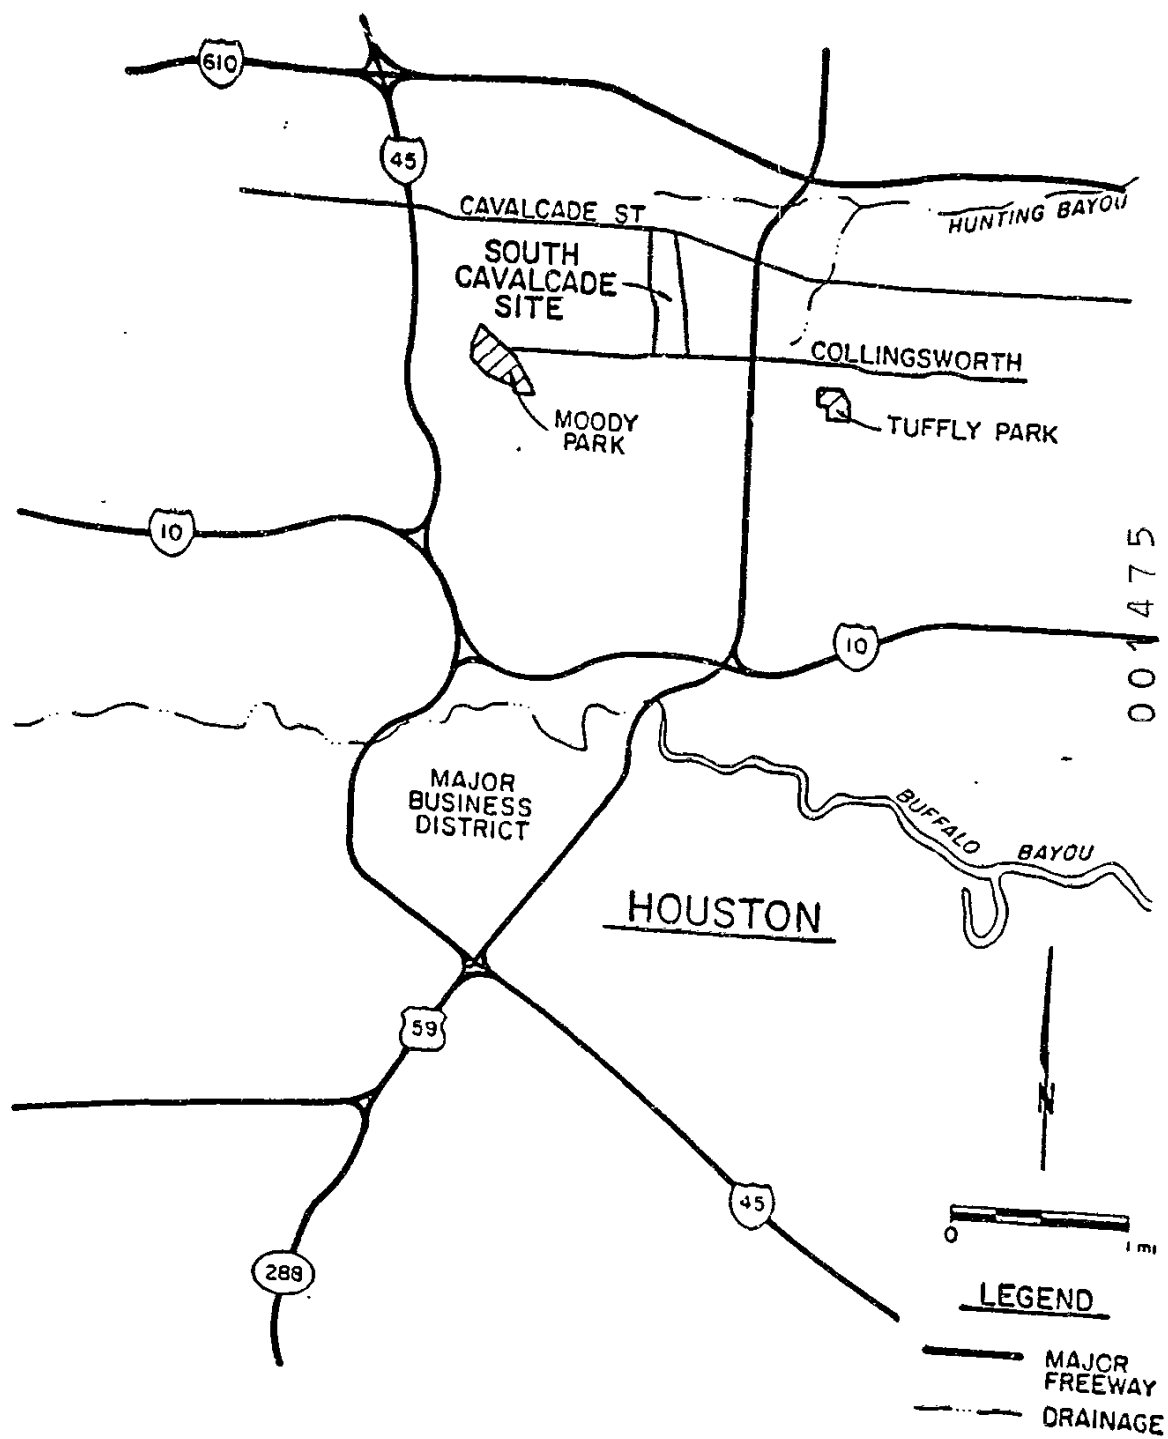 610
45
CAVALCADE ST
HUNTING BAYOU
SOUTH
CAVALCADE
SITE
COLLINGSWORTH
MOODY
PARK
TUFFLY PARK
10
001475
10
MAJOR
BUSINESS
DISTRICT
BUFFALO
BAYOU
HOUSTON
59
N
45
0
1 mi
288
LEGEND
MAJOR
FREEWAY
DRAINAGE